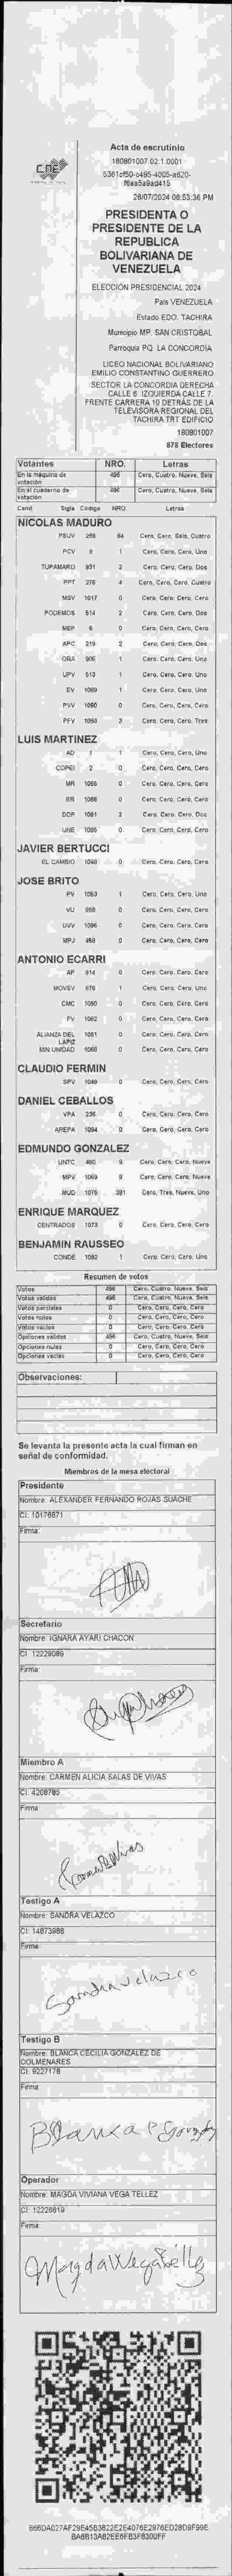 CNE
Acta de escrutinio
180801007.02.1.0001
28/07/2024 08:53:36 PM
PRESIDENTA O
PRESIDENTE DE LA
REPUBLICA
BOLIVARIANA DE
VENEZUELA
ELECCIÓN PRESIDENCIAL 2024
País VENEZUELA
Estado EDO. TACHIRA
Municipio MP. SAN CRISTOBAL
Parroquia PQ. LA CONCORDIA
LICEO NACIONAL BOLIVARIANO
EMILIO CONSTANTINO GUERRERO
SECTOR LA CONCORDIA DERECHA
CALLE 6. IZQUIERDA CALLE 7.
FRENTE CARRERA 10 DETRÁS DE LA
TELEVISORA REGIONAL DEL
TACHIRA TRT EDIFICIO
180801007
878 Electores
Votantes NRO. Letras
En la máquina de votación 496 Cero, Cuatro, Nueve, Seis
En el cuaderno de votación 496 Cero, Cuatro, Nueve, Seis
Cand Sigla Código NRO Letras
NICOLAS MADURO
PSUV 64 Cero, Cero, Seis, Cuatro
PCV 9 1 Cero, Cero, Cero, Uno
TUPAMARO 931 2 Cero, Cero, Cero, Dos
PPT 276 4 Cero, Cero, Cero, Cuatro
MSV 1017 0 Cero, Cero, Cero, Cero
PODEMOS 514 2 Cero, Cero, Cero, Dos
MEP 6 0 Cero, Cero, Cero, Cero
APC 219 2 Cero, Cero, Cero, Dos
ORA 906 1 Cero, Cero, Cero, Uno
UPV 513 1 Cero, Cero, Cero, Uno
EV 1069 1 Cero, Cero, Cero, Uno
PVV 1090 0 Cero, Cero, Cero, Cero
PFV 1093 3 Cero, Cero, Cero, Tres
LUIS MARTINEZ
AD 1 1 Cero, Cero, Cero, Uno
COPEI 2 0 Cero, Cero, Cero, Cero
MR 1065 0 Cero, Cero, Cero, Cero
BR 1066 0 Cero, Cero, Cero, Cero
DDP 1091 2 Cero, Cero, Cero, Dos
UNE 1095 0 Cero, Cero, Cero, Cero
JAVIER BERTUCCI
EL CAMBIO 1046 0 Cero, Cero, Cero, Cero
JOSE BRITO
PV 1053 1 Cero, Cero, Cero, Uno
VU 0 Cero, Cero, Cero, Cero
UVV 1096 0 Cero, Cero, Cero, Cero
MPJ 0 Cero, Cero, Cero, Cero
ANTONIO ECARRI
AP 914 0 Cero, Cero, Cero, Cero
MOVEV 978 1 Cero, Cero, Cero, Uno
CMC 1050 0 Cero, Cero, Cero, Cero
FV 1062 0 Cero, Cero, Cero, Cero
ALIANZA DEL LAPIZ 1051 0 Cero, Cero, Cero, Cero
MIN UNIDAD 1068 0 Cero, Cero, Cero, Cero
CLAUDIO FERMIN
SPV 1049 0 Cero, Cero, Cero, Cero
DANIEL CEBALLOS
VPA 236 0 Cero, Cero, Cero, Cero
AREPA 1094 0 Cero, Cero, Cero, Cero
EDMUNDO GONZALEZ
UNTC 9 Cero, Cero, Cero, Nueve
MPV 1069 9 Cero, Cero, Cero, Nueve
MUD 1075 391 Cero, Tres, Nueve, Uno
ENRIQUE MARQUEZ
CENTRADOS 1073 0 Cero, Cero, Cero, Cero
BENJAMIN RAUSSEO
CONDE 1092 1 Cero, Cero, Cero, Uno
Resumen de votos
Votos 496 Cero, Cuatro, Nueve, Seis
Votos válidos 496 Cero, Cuatro, Nueve, Seis
Votos parciales 0 Cero, Cero, Cero, Cero
Votos nulos 0 Cero, Cero, Cero, Cero
Votos vacíos 0 Cero, Cero, Cero, Cero
Opciones válidas 496 Cero, Cuatro, Nueve, Seis
Opciones nulas 0 Cero, Cero, Cero, Cero
Opciones vacías 0 Cero, Cero, Cero, Cero
Observaciones:
Se levanta la presente acta la cual firman en
señal de conformidad.
Miembros de la mesa electoral
Presidente
Nombre: ALEXANDER FERNANDO ROJAS SUACHE
CI: 10176871
Firma:
Secretario
Nombre: IGNARA AYARI CHACON
CI: 12229089
Firma:
Miembro A
Nombre: CARMEN ALICIA SALAS DE VIVAS
CI: 4208785
Firma:
Testigo A
Nombre: SANDRA VELAZCO
CI: 14873986
Firma:
Sandra Velazco
Testigo B
Nombre: BLANCA CECILIA GONZALEZ DE
COLMENARES
CI: 9227178
Firma:
Blanca
Operador
Nombre: MAGDA VIVIANA VEGA TELLEZ
CI: 12228619
Firma:
Magda Vega Tellez